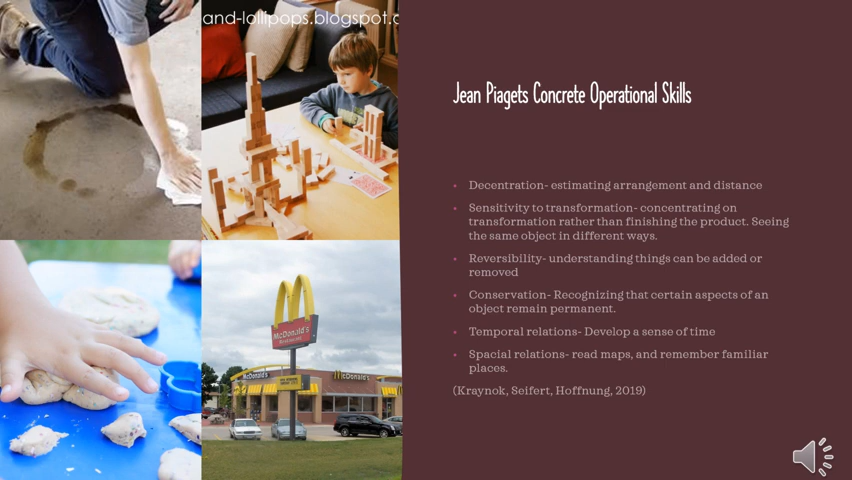 and-lollipops.blogspot.c
Jean Piagets Concrete Operational Skills
• Decentration- estimating arrangement and distance
• Sensitivity to transformation- concentrating on
transformation rather than finishing the product. Seeing
the same object in different ways.
• Reversibility- understanding things can be added or
removed
• Conservation- Recognizing that certain aspects of an
object remain permanent.
• Temporal relations- Develop a sense of time
• Spacial relations- read maps, and remember familiar
places.
(Kraynok, Seifert, Hoffnung, 2019)
McDonald's
McDonald's
McDonald's